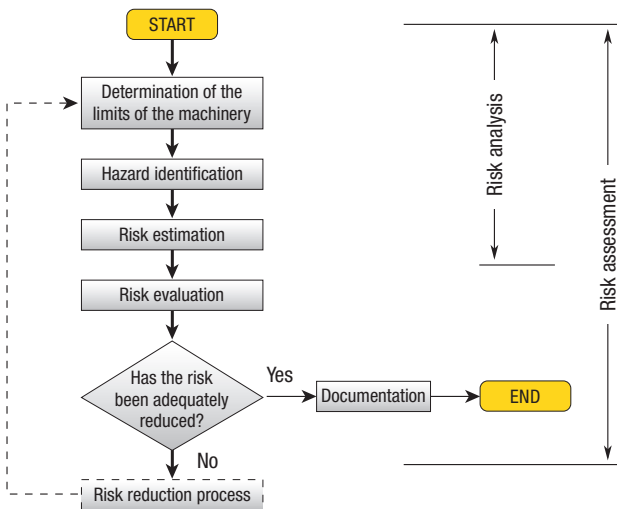 START
Determination of the
limits of the machinery
Hazard identification
Risk estimation
Risk evaluation
Has the risk
been adequately
reduced?
Yes
Documentation
END
No
Risk reduction process
Risk analysis
Risk assessment